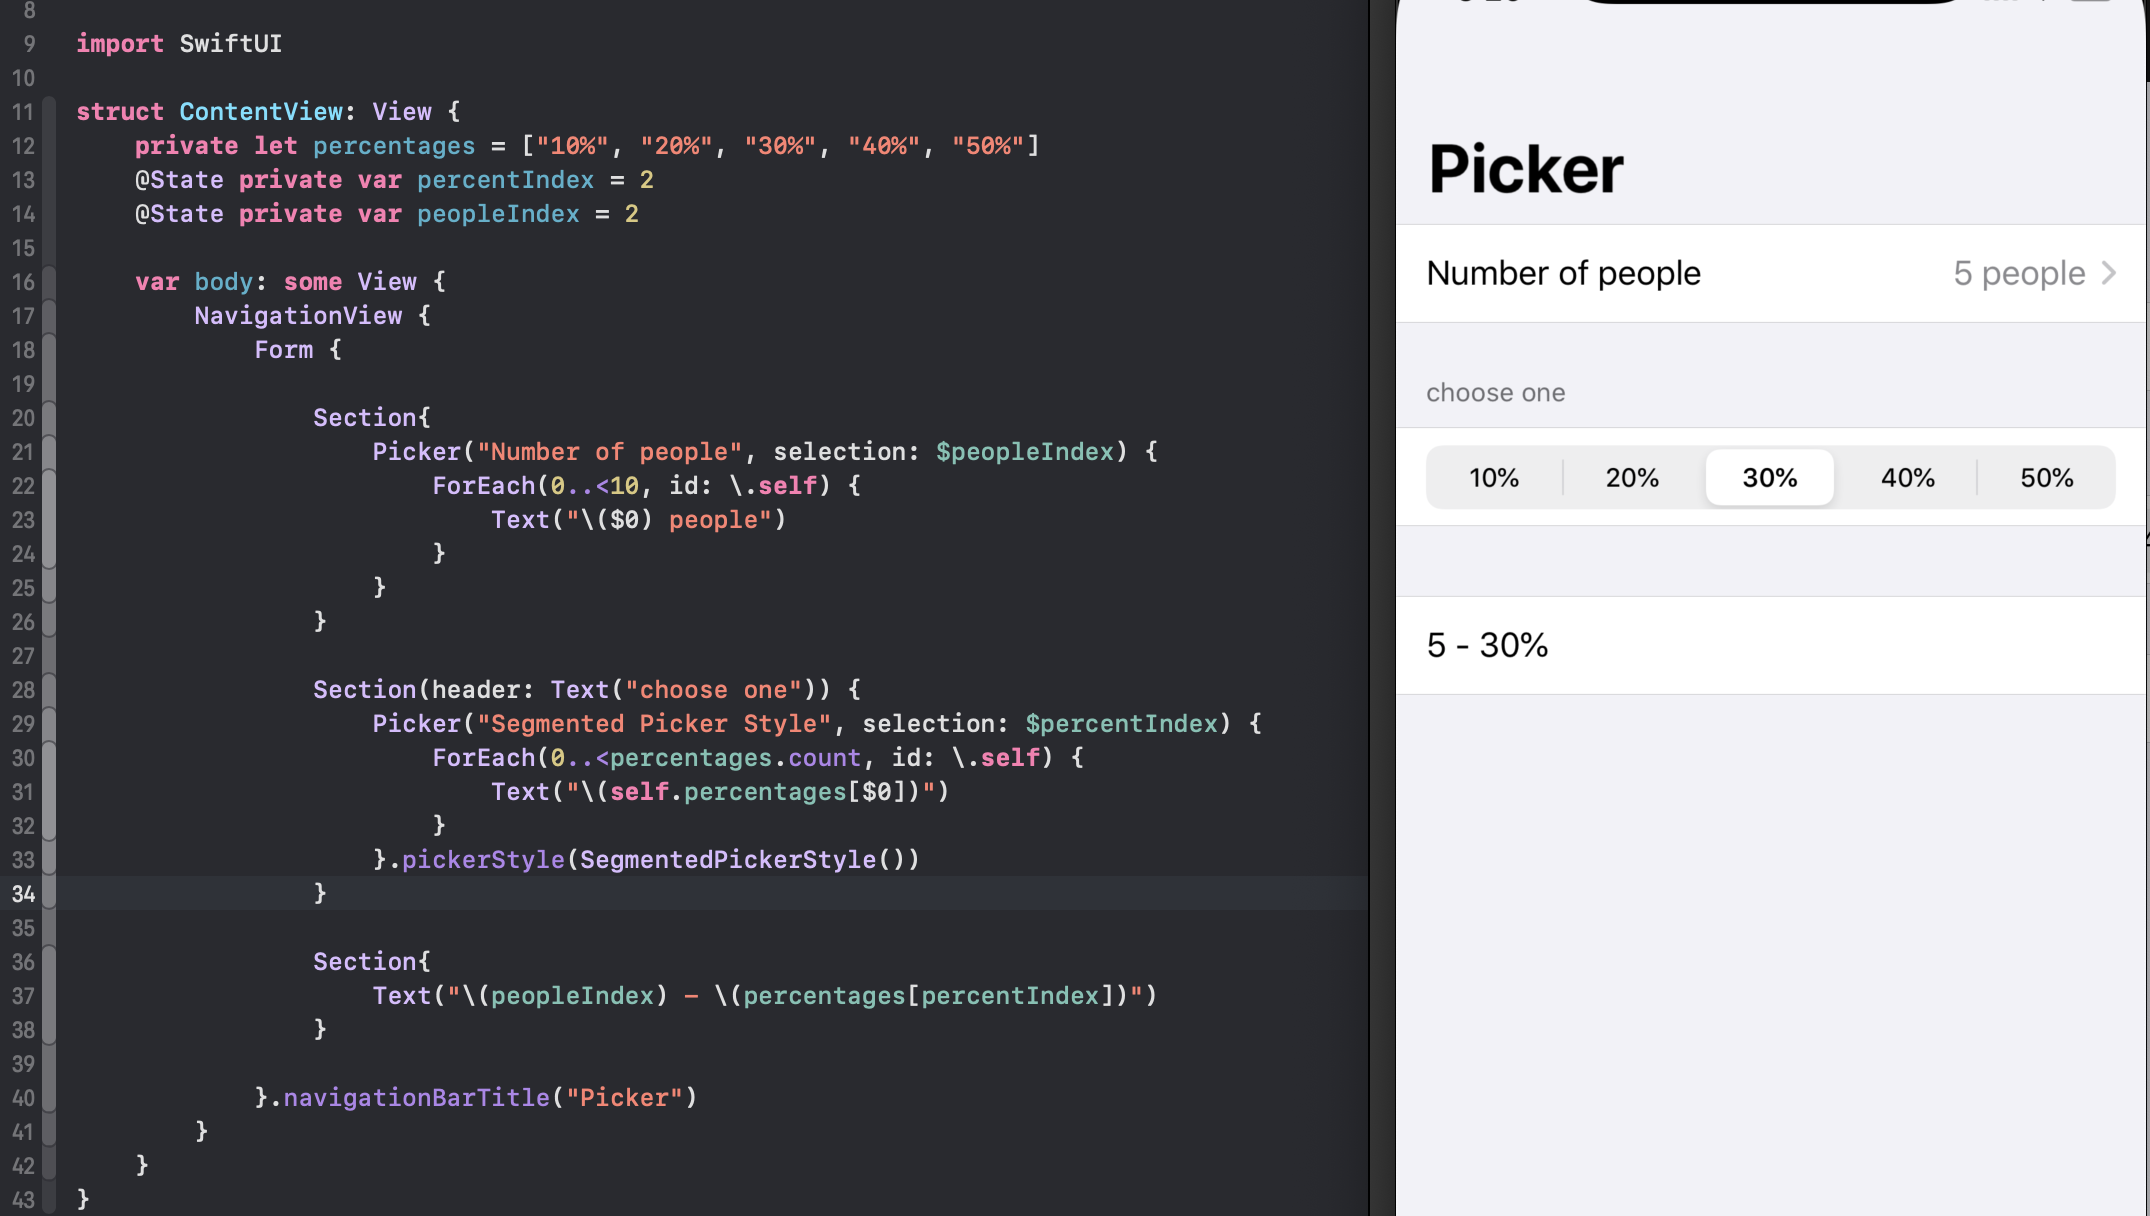 8
9 import SwiftUI
10
11 struct ContentView: View {
12 private let percentages = ["10%", "20%", "30%", "40%", "50%"]
13 @State private var percentIndex = 2
14 @State private var peopleIndex = 2
15
16 var body: some View {
17 NavigationView {
18 Form {
19
20 Section{
21 Picker("Number of people", selection: $peopleIndex) {
22 ForEach(0..<10, id: \.self) {
23 Text("\($0) people")
24 }
25 }
26 }
27
28 Section(header: Text("choose one")) {
29 Picker("Segmented Picker Style", selection: $percentIndex) {
30 ForEach(0..<percentages.count, id: \.self) {
31 Text("\(self.percentages[$0])")
32 }
33 }.pickerStyle(SegmentedPickerStyle())
34 }
35
36 Section{
37 Text("\(peopleIndex) - \(percentages[percentIndex])")
38 }
39
40 }.navigationBarTitle("Picker")
41 }
42 }
43 }
Picker
Number of people 5 people
choose one
10% 20% 30% 40% 50%
5 - 30%